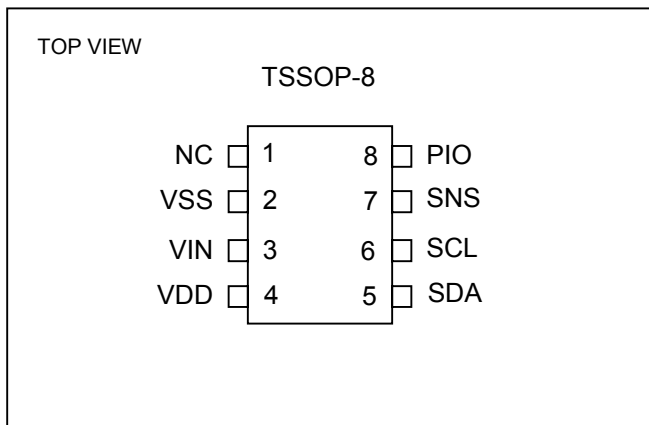 TOP VIEW
TSSOP-8
NC 1 8 PIO
VSS 2 7 SNS
VIN 3 6 SCL
VDD 4 5 SDA